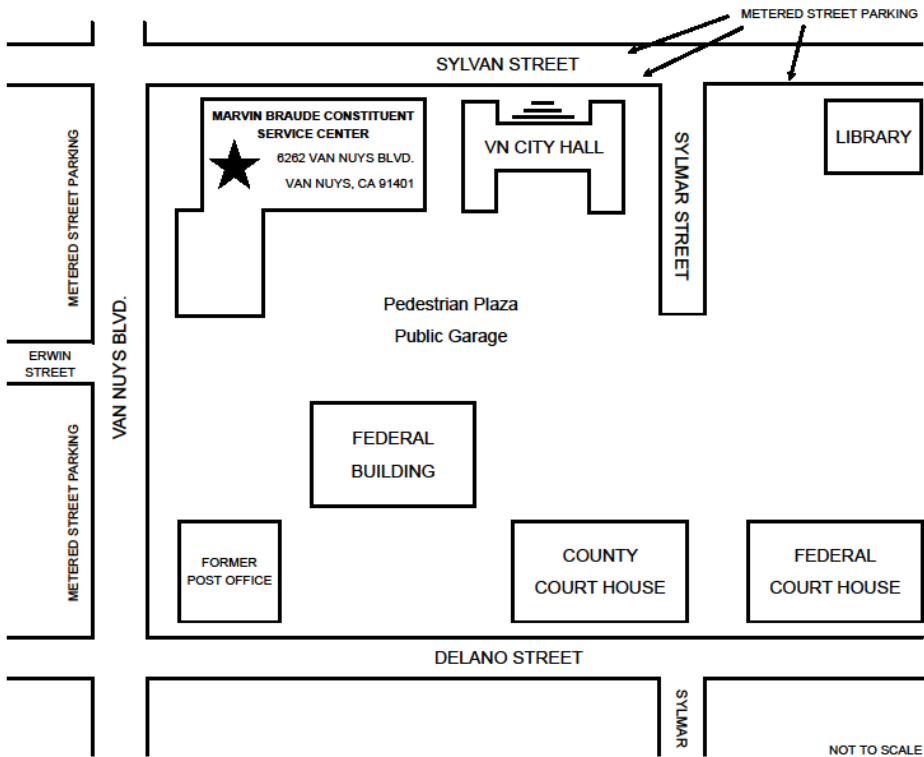 METERED STREET PARKING
SYLVAN STREET
MARVIN BRAUDE CONSTITUENT
SERVICE CENTER
6262 VAN NUYS BLVD.
VAN NUYS, CA 91401
VN CITY HALL
LIBRARY
SYLMAR STREET
METERED STREET PARKING
Pedestrian Plaza
Public Garage
ERWIN
STREET
VAN NUYS BLVD.
FEDERAL
BUILDING
METERED STREET PARKING
FORMER
POST OFFICE
COUNTY
COURT HOUSE
FEDERAL
COURT HOUSE
DELANO STREET
SYLMAR
NOT TO SCALE